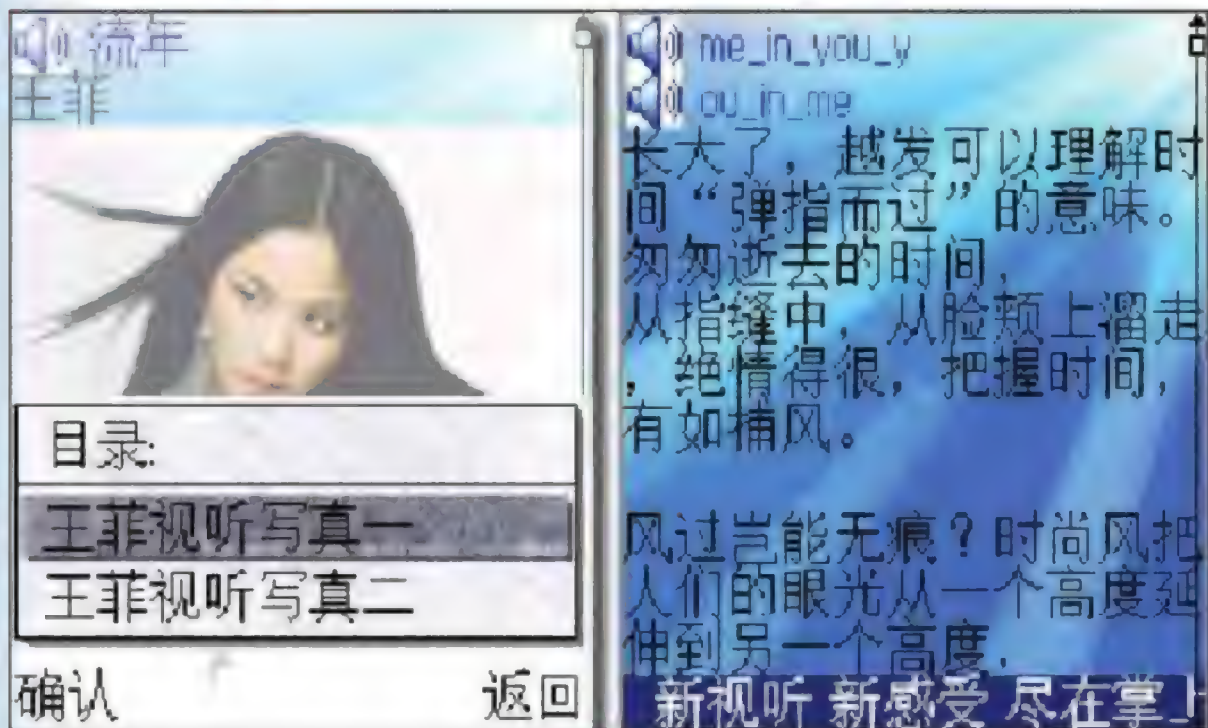 流年
王菲
目录:
王菲视听写真一
王菲视听写真二
确认
返回
me_in_you_y
ou_in_me
长大了，越发可以理解时
间“弹指而过”的意味。
匆匆逝去的时间，
从指缝中，从脸颊上溜走
，绝情得很，把握时间，
有如捕风。
风过岂能无痕？时尚风把
人们的眼光从一个高度延
伸到另一个高度，
新视听 新感受 尽在掌上